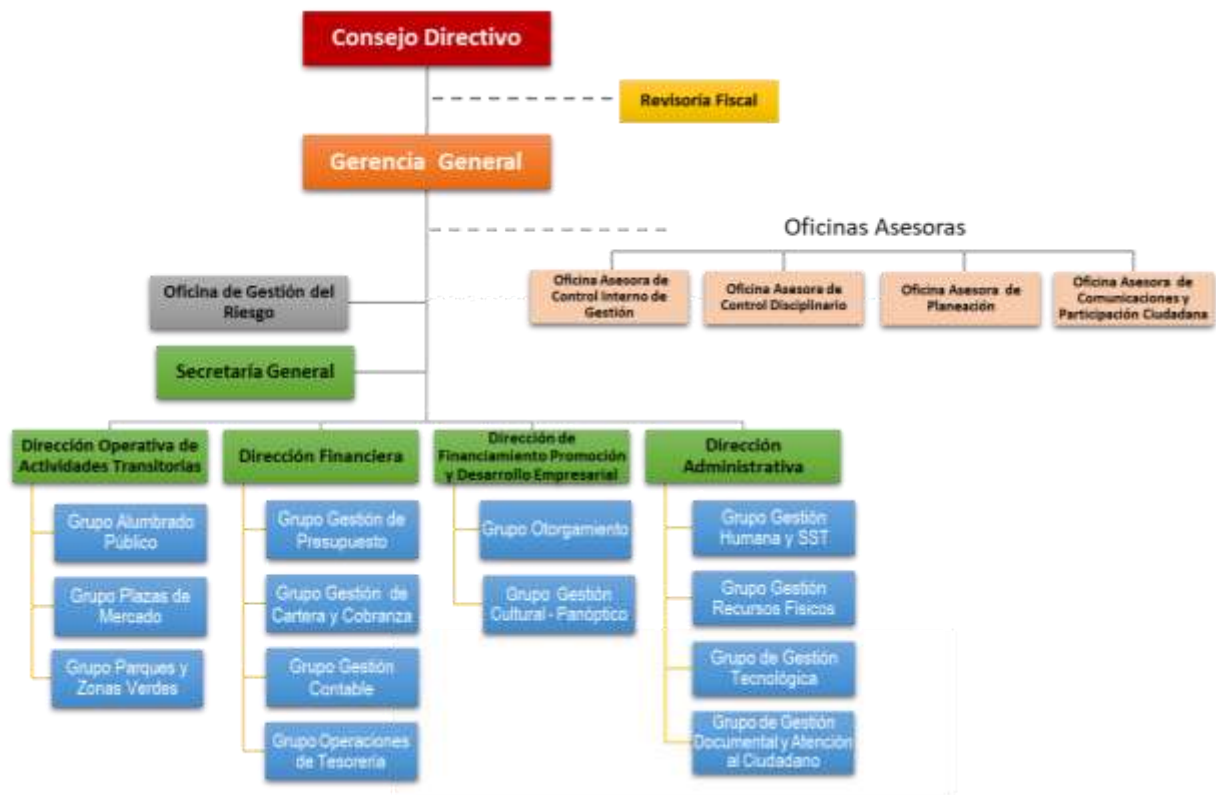 Consejo Directivo
Revisoría Fiscal
Gerencia General
Oficinas Asesoras
Oficina de Gestión del
Riesgo
Oficina Asesora de
Control Interno de
Gestión
Oficina Asesora de
Control Disciplinario
Oficina Asesora de
Planeación
Oficina Asesora de
Comunicaciones y
Participación Ciudadana
Secretaría General
Dirección Operativa de
Actividades Transitorias
Dirección Financiera
Dirección de
Financiamiento Promoción
y Desarrollo Empresarial
Dirección
Administrativa
Grupo Alumbrado
Público
Grupo Plazas de
Mercado
Grupo Parques y
Zonas Verdes
Grupo Gestión de
Presupuesto
Grupo Gestión de
Cartera y Cobranza
Grupo Gestión
Contable
Grupo Operaciones
de Tesorería
Grupo Otorgamiento
Grupo Gestión
Cultural - Panóptico
Grupo Gestión
Humana y SST
Grupo Gestión
Recursos Físicos
Grupo de Gestión
Tecnológica
Grupo de Gestión
Documental y Atención
al Ciudadano